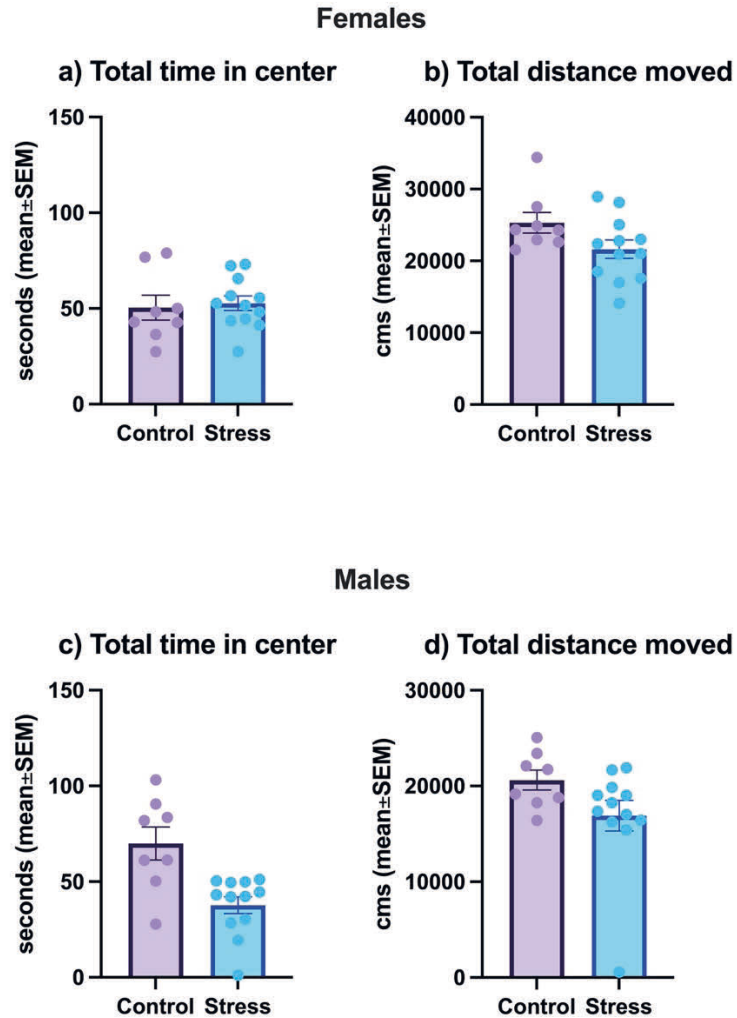 Females
a) Total time in center
b) Total distance moved
seconds (mean±SEM)
150
100
50
0
Control Stress
cms (mean±SEM)
40000
30000
20000
10000
0
Control Stress
Males
c) Total time in center
d) Total distance moved
seconds (mean±SEM)
150
100
50
0
Control Stress
cms (mean±SEM)
30000
20000
10000
0
Control Stress